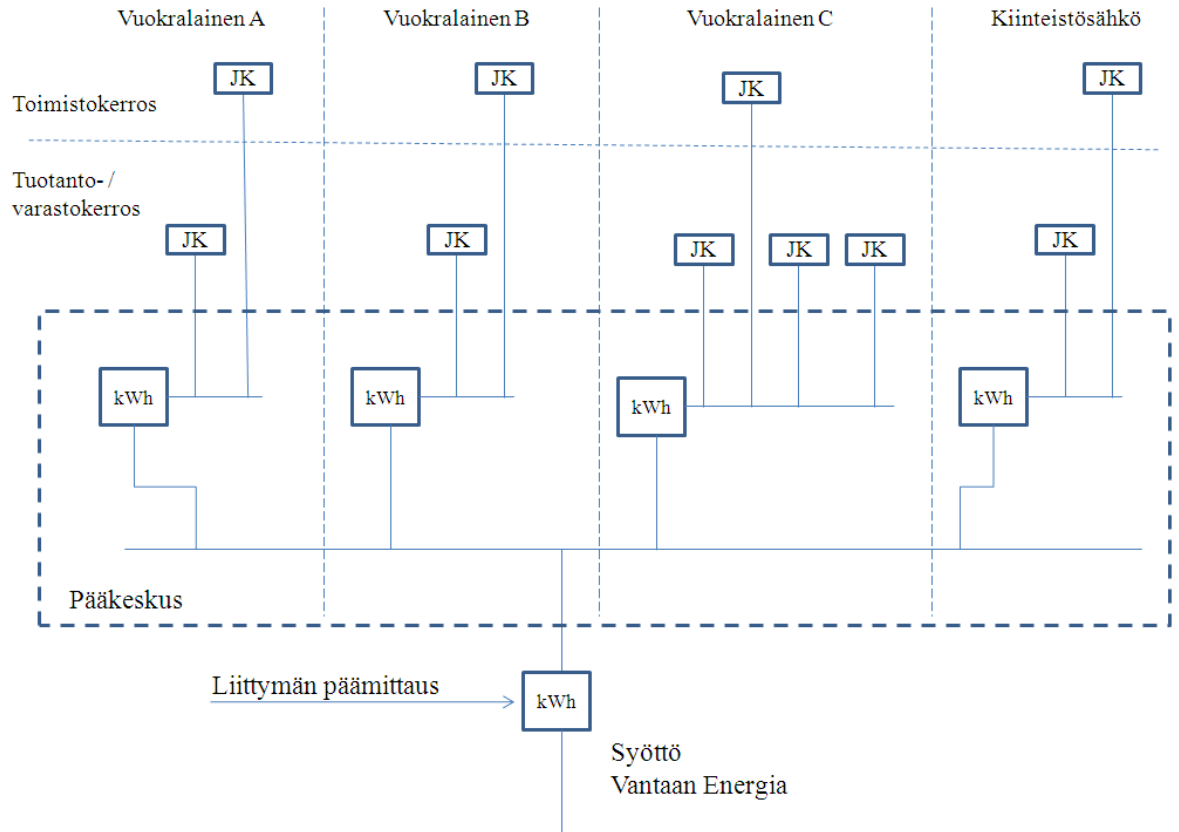 Vuokralainen A
Vuokralainen B
Vuokralainen C
Kiinteistösähkö
JK
JK
JK
JK
Toimistokerros
Tuotanto- /
varastokerros
JK
JK
JK
JK
JK
JK
kWh
kWh
kWh
kWh
Pääkeskus
Liittymän päämittaus
kWh
Syöttö
Vantaan Energia